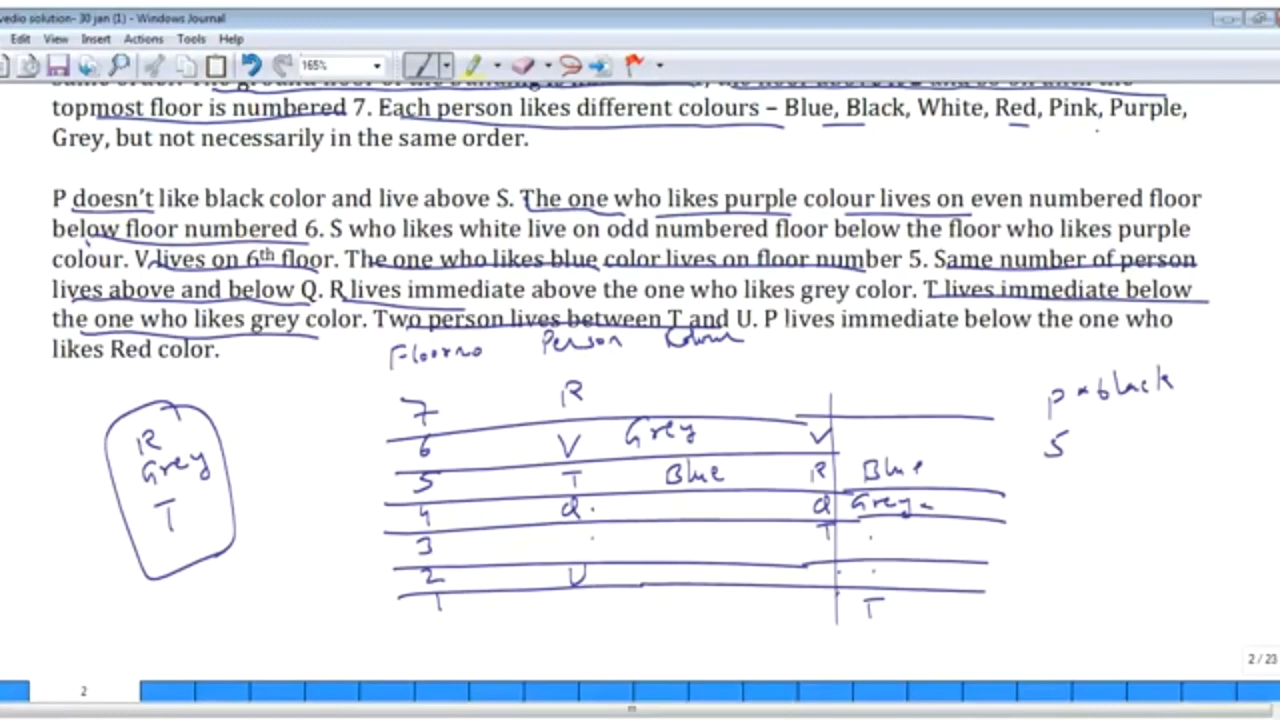 vedio solution- 30 jan (1) - Windows Journal
Edit View Insert Actions Tools Help
165%
topmost floor is numbered 7. Each person likes different colours – Blue, Black, White, Red, Pink, Purple,
Grey, but not necessarily in the same order.
P doesn't like black color and live above S. The one who likes purple colour lives on even numbered floor
below floor numbered 6. S who likes white live on odd numbered floor below the floor who likes purple
colour. V lives on 6th floor. The one who likes blue color lives on floor number 5. Same number of person
lives above and below Q. R lives immediate above the one who likes grey color. T lives immediate below
the one who likes grey color. Two person lives between T and U. P lives immediate below the one who
likes Red color.
Floor no Person Colour
7 R
6 V Grey V
5 T Blue R Blue
4 Q Q Grey
3 T
2 U
1 T
R
Grey
T
P × black
S
2 / 23
2